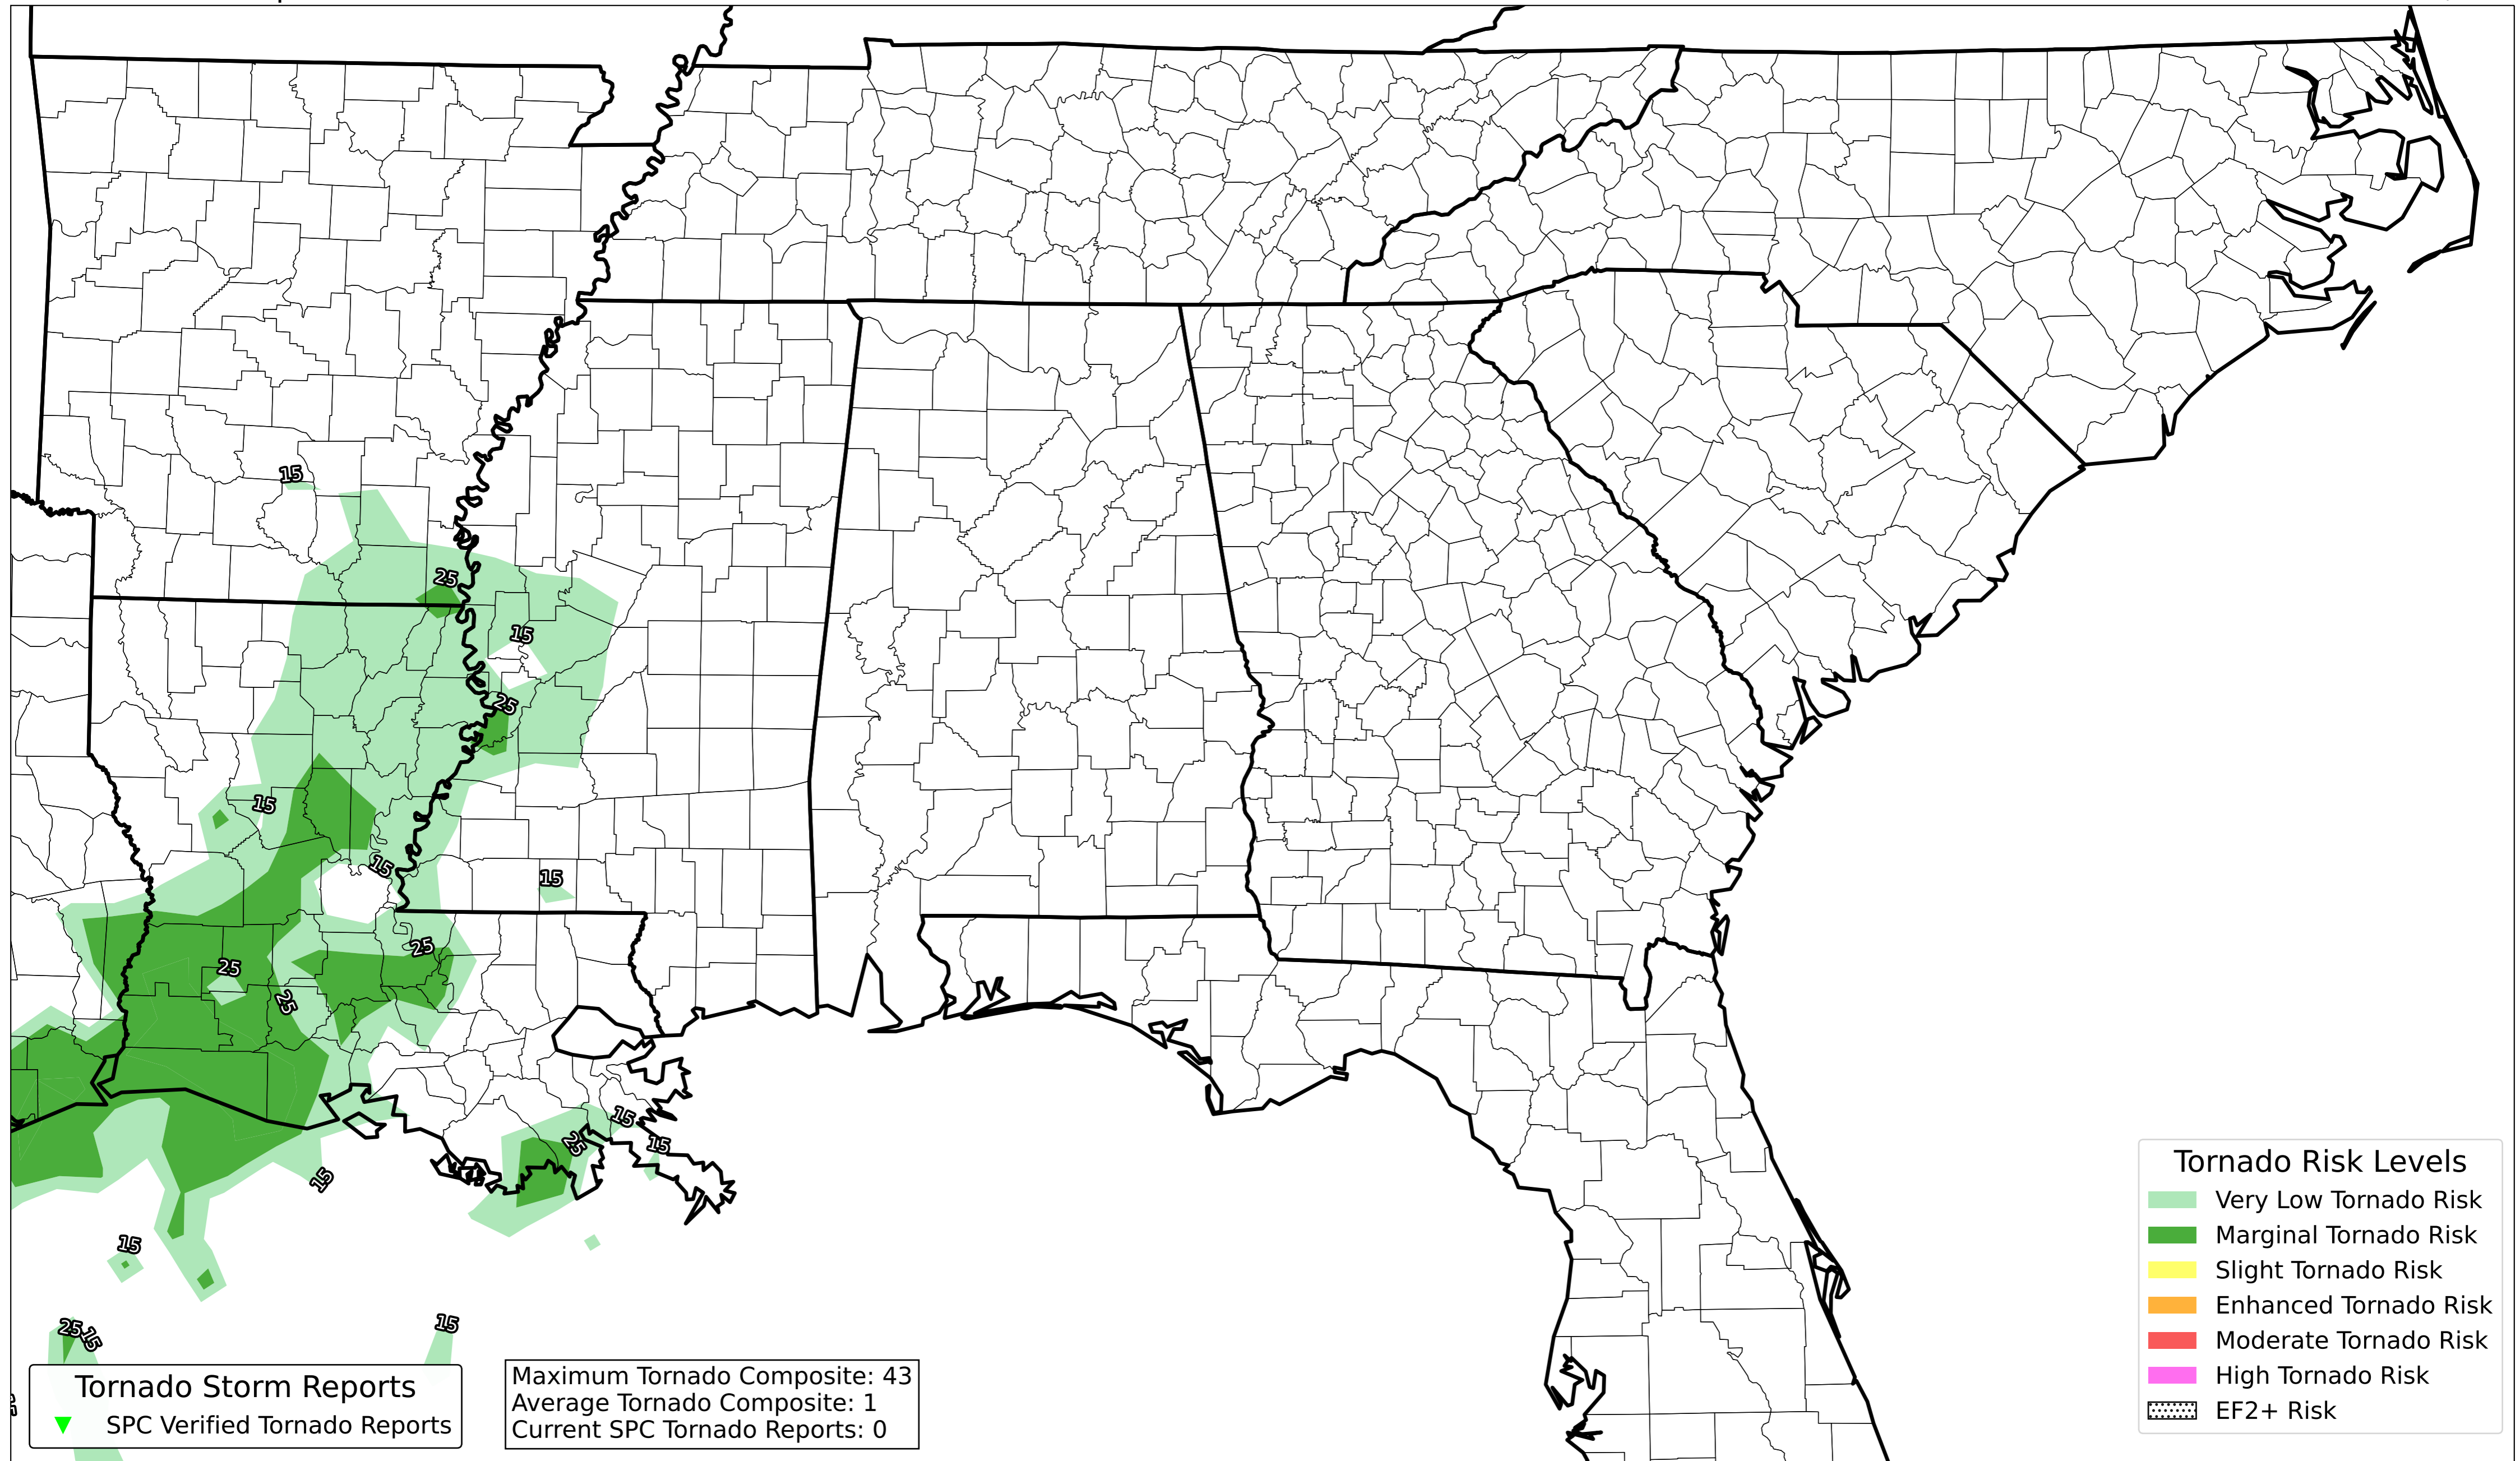 15
25
15
25
15
15
15
25
25
25
15
25
15
15
15
15
25
15
Tornado Storm Reports
SPC Verified Tornado Reports
Maximum Tornado Composite: 43
Average Tornado Composite: 1
Current SPC Tornado Reports: 0
Tornado Risk Levels
Very Low Tornado Risk
Marginal Tornado Risk
Slight Tornado Risk
Enhanced Tornado Risk
Moderate Tornado Risk
High Tornado Risk
EF2+ Risk